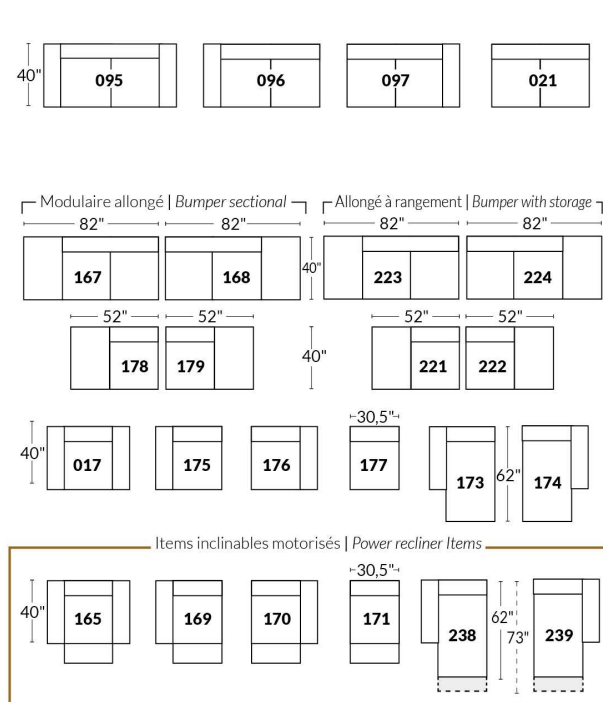 40" 095 096 097 021
Modulaire allongé | Bumper sectional Allongé à rangement | Bumper with storage
82" 82" 82" 82"
167 168 40" 223 224
52" 52" 52" 52"
178 179 40" 221 222
30,5"
40" 017 175 176 177 173 62" 174
Items inclinables motorisés | Power recliner Items
30,5"
40" 165 169 170 171 238 62" 73" 239